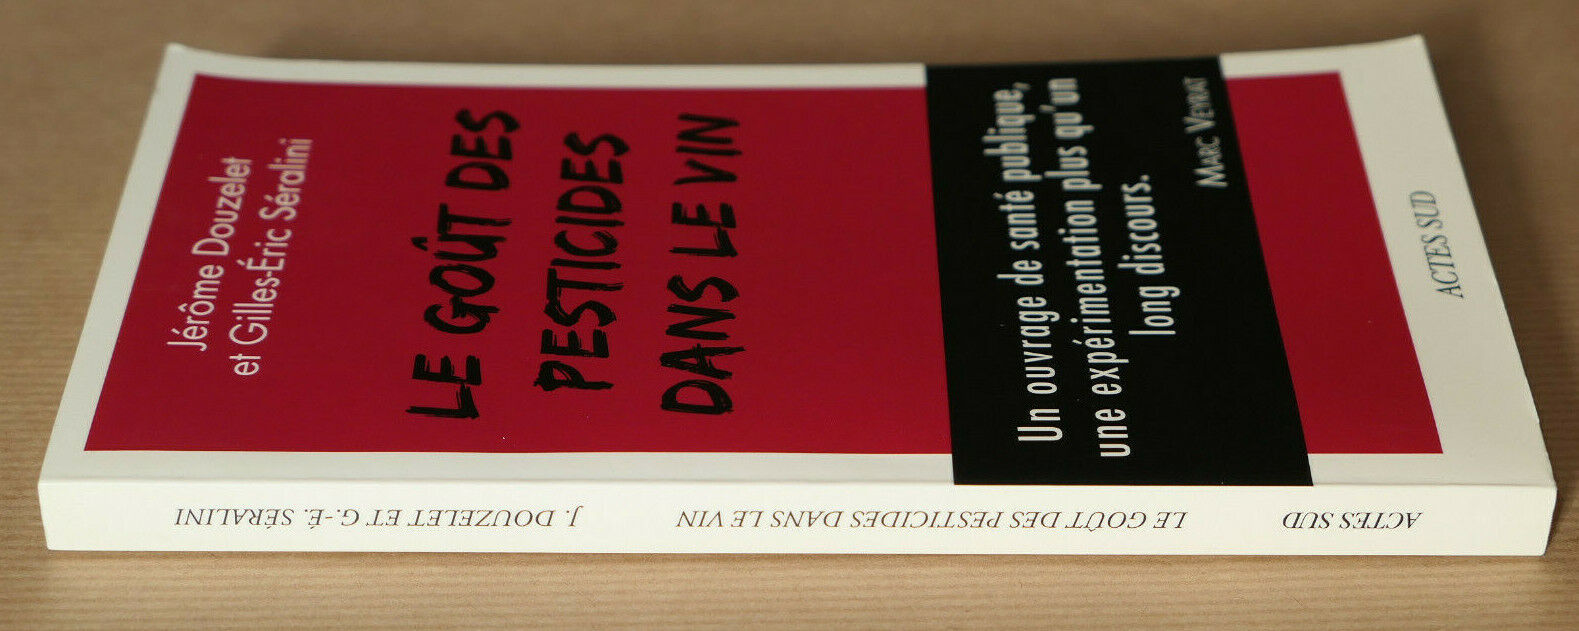 Jérôme Douzelet
et Gilles-Éric Séralini
LE GOÛT DES
PESTICIDES
DANS LE VIN
Un ouvrage de santé publique,
une expérimentation plus qu'un
long discours.
MARC VEYRAT
ACTES SUD
ACTES SUD
LE GOÛT DES PESTICIDES DANS LE VIN
J. DOUZELET ET G.-É. SÉRALINI